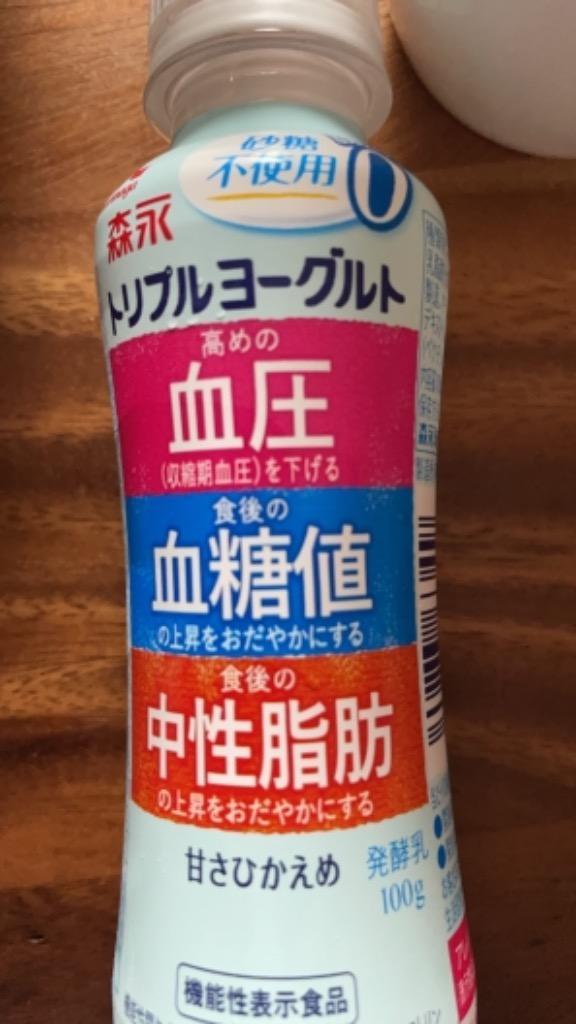 砂糖
不使用 0
森永
トリプルヨーグルト
高めの
血圧
(収縮期血圧)を下げる
食後の
血糖値
の上昇をおだやかにする
食後の
中性脂肪
の上昇をおだやかにする
甘さひかえめ
発酵乳
100g
機能性表示食品